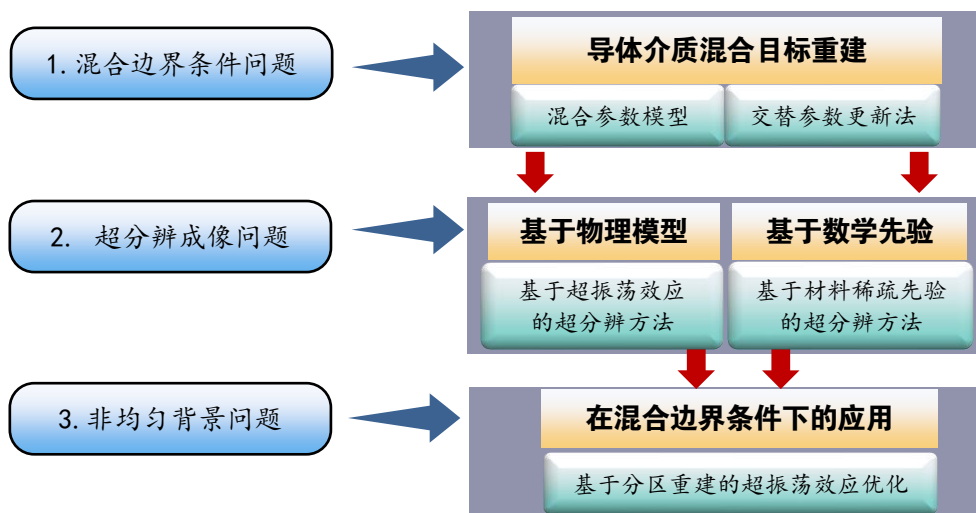 1.混合边界条件问题
导体介质混合目标重建
混合参数模型
交替参数更新法
2. 超分辨成像问题
基于物理模型
基于数学先验
基于超振荡效应
的超分辨方法
基于材料稀疏先验
的超分辨方法
3.非均匀背景问题
在混合边界条件下的应用
基于分区重建的超振荡效应优化